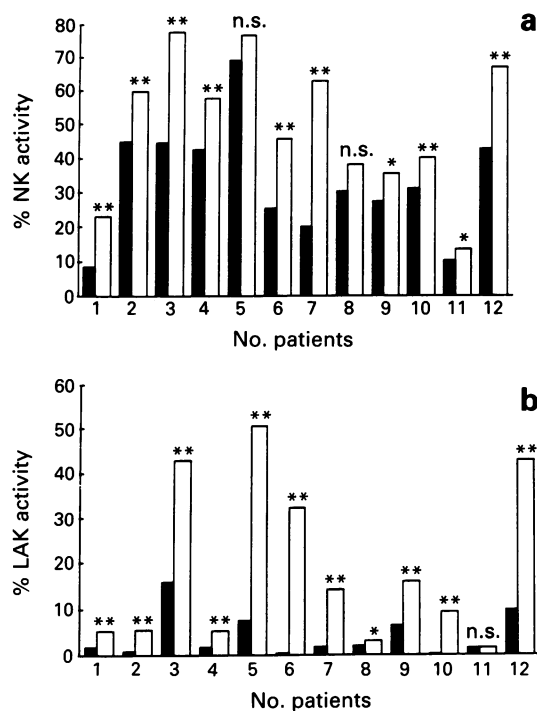 a
% NK activity
80
70
60
50
40
30
20
10
0
** ** ** ** n.s. ** ** n.s. * ** * **
1 2 3 4 5 6 7 8 9 10 11 12
No. patients
b
% LAK activity
60
50
40
30
20
10
0
** ** ** ** ** ** ** * ** ** n.s. **
1 2 3 4 5 6 7 8 9 10 11 12
No. patients